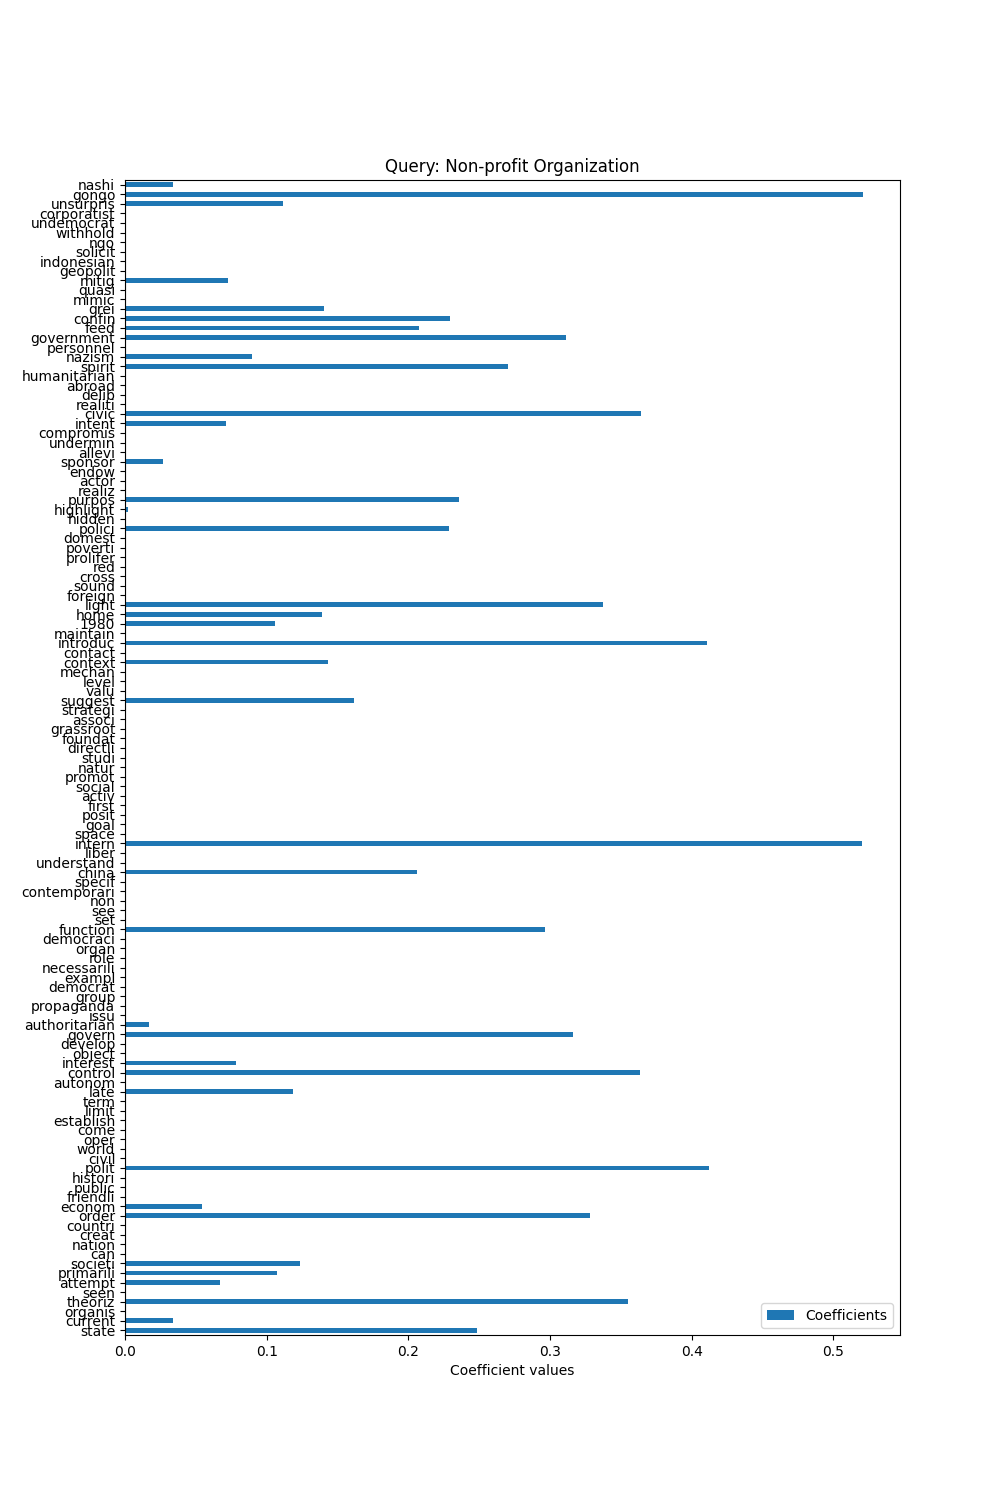 Query: Non-profit Organization
nashi
gongo
unsurpris
corporatist
undemocrat
withhold
ngo
solicit
indonesian
geopolit
mitig
quasi
mimic
grei
confin
feed
government
personnel
nazism
spirit
humanitarian
abroad
delib
realiti
civic
intent
compromis
undermin
allevi
sponsor
endow
actor
realiz
purpos
highlight
hidden
polici
domest
poverti
prolifer
red
cross
sound
foreign
light
home
1980
maintain
introduc
contact
context
mechan
level
valu
suggest
strategi
associ
grassroot
foundat
directli
studi
natur
promot
social
activ
first
posit
goal
space
intern
liber
understand
china
specif
contemporari
non
see
set
function
democraci
organ
role
necessarili
exampl
democrat
group
propaganda
issu
authoritarian
govern
develop
object
interest
control
autonom
late
term
limit
establish
come
oper
world
civil
polit
histori
public
friendli
econom
order
countri
creat
nation
can
societi
primarili
attempt
seen
theoriz
organis
current
state
Coefficients
0.0 0.1 0.2 0.3 0.4 0.5
Coefficient values